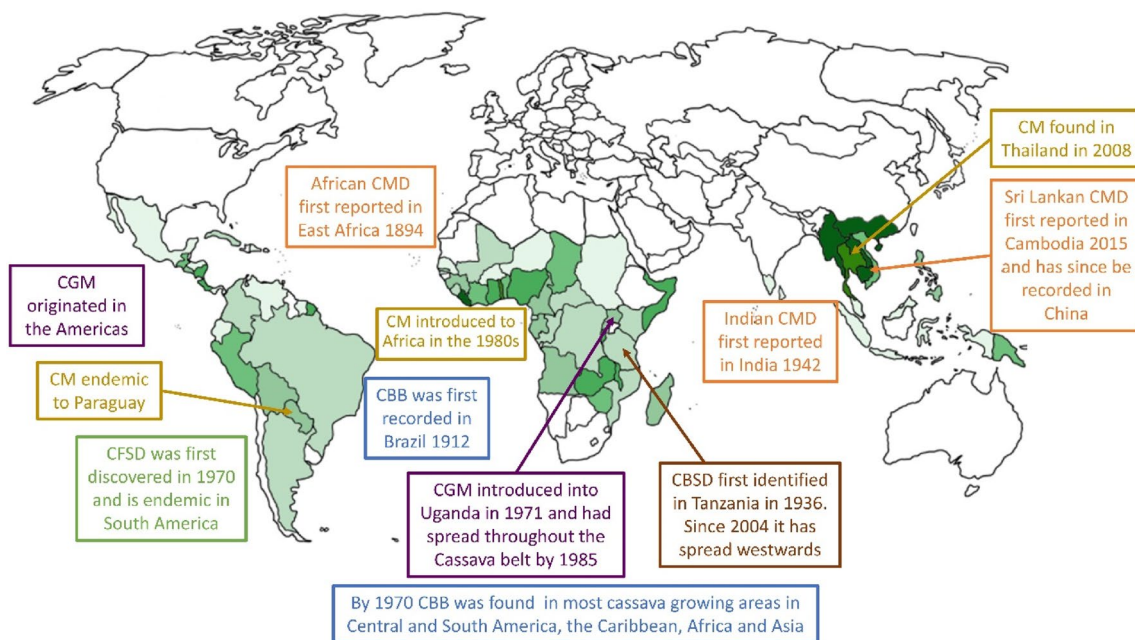 CM found in
Thailand in 2008
African CMD
first reported in
East Africa 1894
Sri Lankan CMD
first reported in
Cambodia 2015
and has since be
recorded in
China
CGM
originated in
the Americas
CM introduced to
Africa in the 1980s
Indian CMD
first reported
in India 1942
CM endemic
to Paraguay
CBB was first
recorded in
Brazil 1912
CFSD was first
discovered in 1970
and is endemic in
South America
CGM introduced into
Uganda in 1971 and had
spread throughout the
Cassava belt by 1985
CBSD first identified
in Tanzania in 1936.
Since 2004 it has
spread westwards
By 1970 CBB was found in most cassava growing areas in
Central and South America, the Caribbean, Africa and Asia